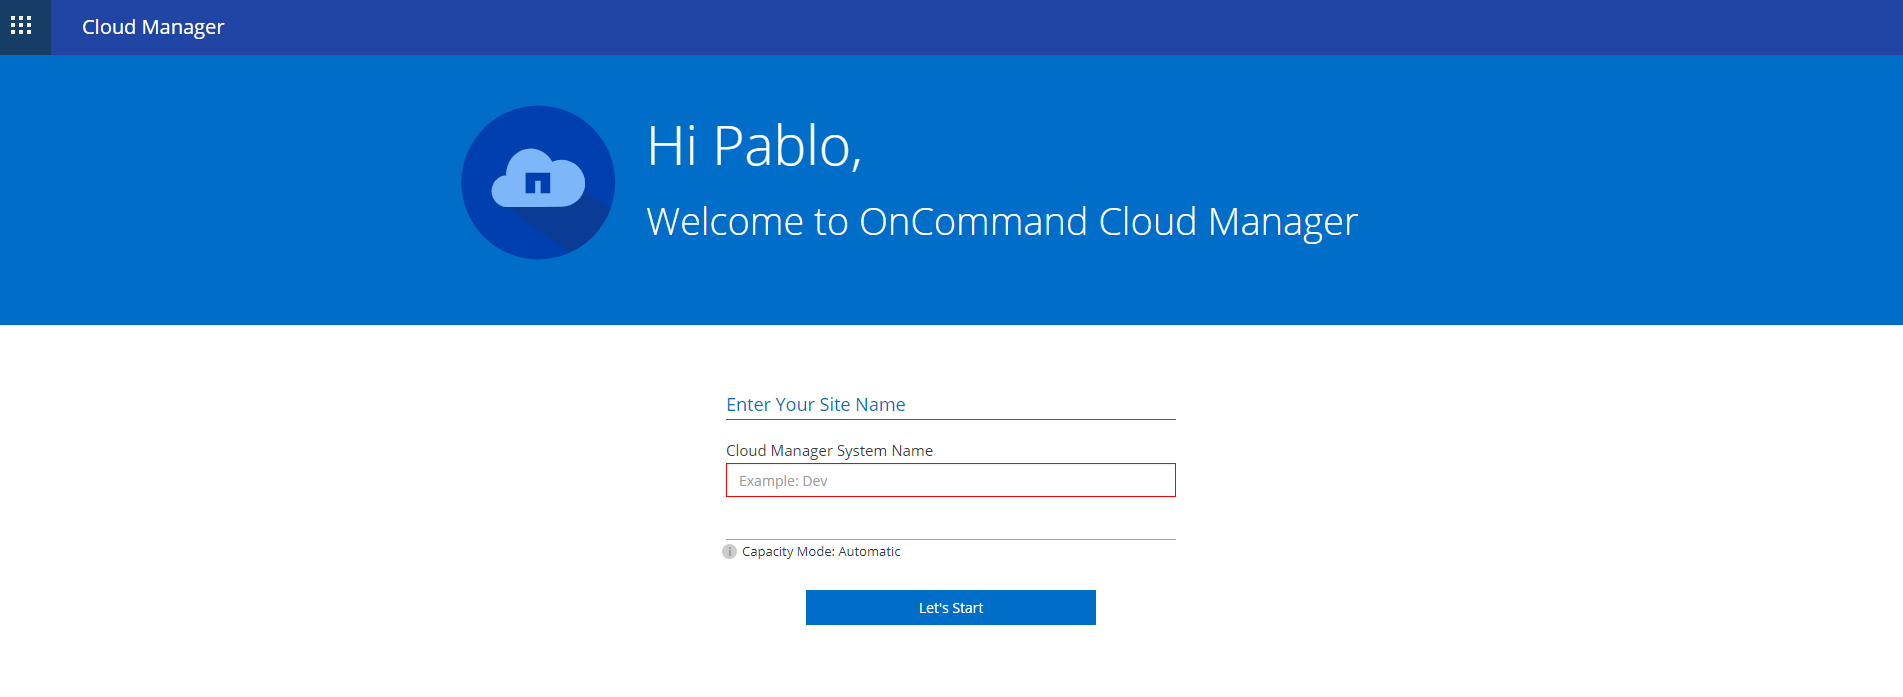 Cloud Manager
Hi Pablo,
Welcome to OnCommand Cloud Manager
Enter Your Site Name
Cloud Manager System Name
Example: Dev
i Capacity Mode: Automatic
Let's Start